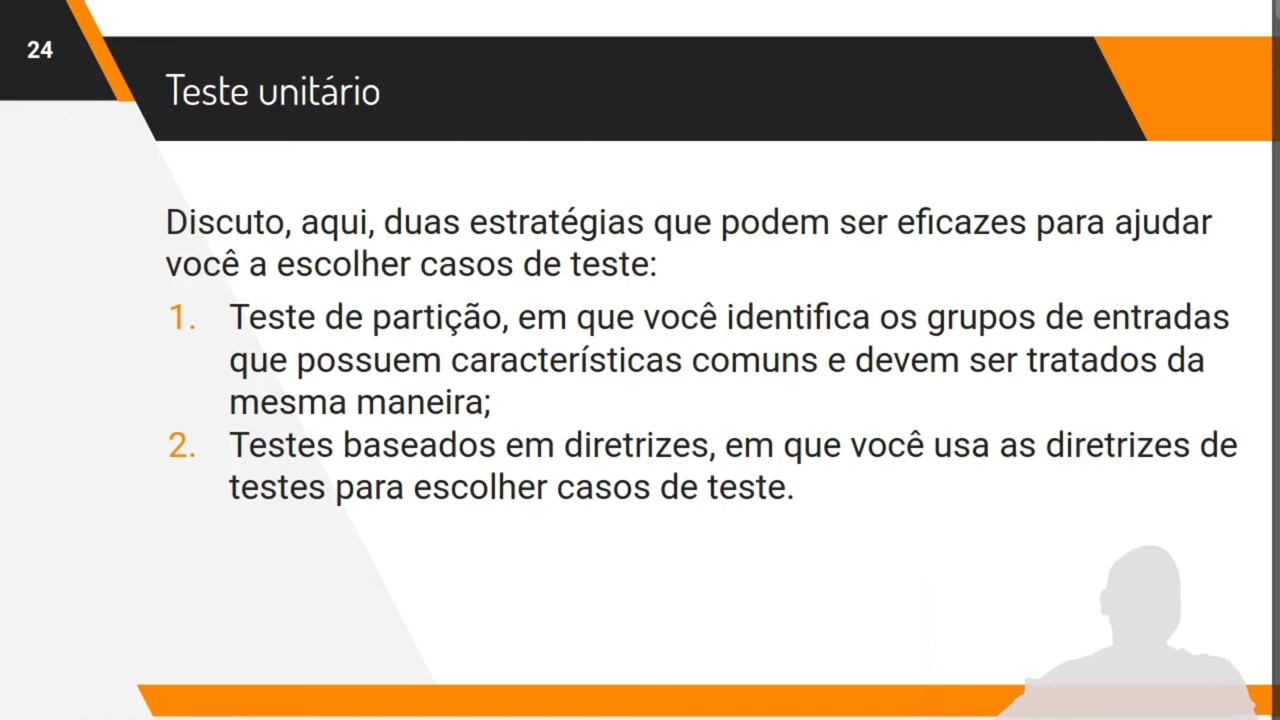 24
Teste unitário
Discuto, aqui, duas estratégias que podem ser eficazes para ajudar
você a escolher casos de teste:
1. Teste de partição, em que você identifica os grupos de entradas
que possuem características comuns e devem ser tratados da
mesma maneira;
2. Testes baseados em diretrizes, em que você usa as diretrizes de
testes para escolher casos de teste.